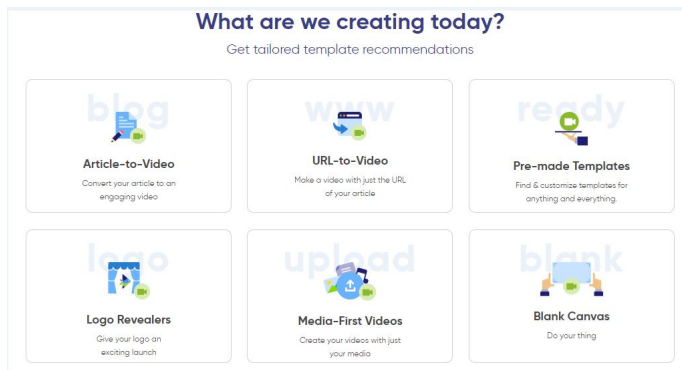 What are we creating today?
Get tailored template recommendations
blog
www
ready
Article-to-Video
URL-to-Video
Pre-made Templates
Convert your article to an
engaging video
Make a video with just the URL
of your article
Find & customize templates for
anything and everything.
logo
upload
blank
Logo Revealers
Media-First Videos
Blank Canvas
Give your logo an
exciting launch
Create your videos with just
your media
Do your thing